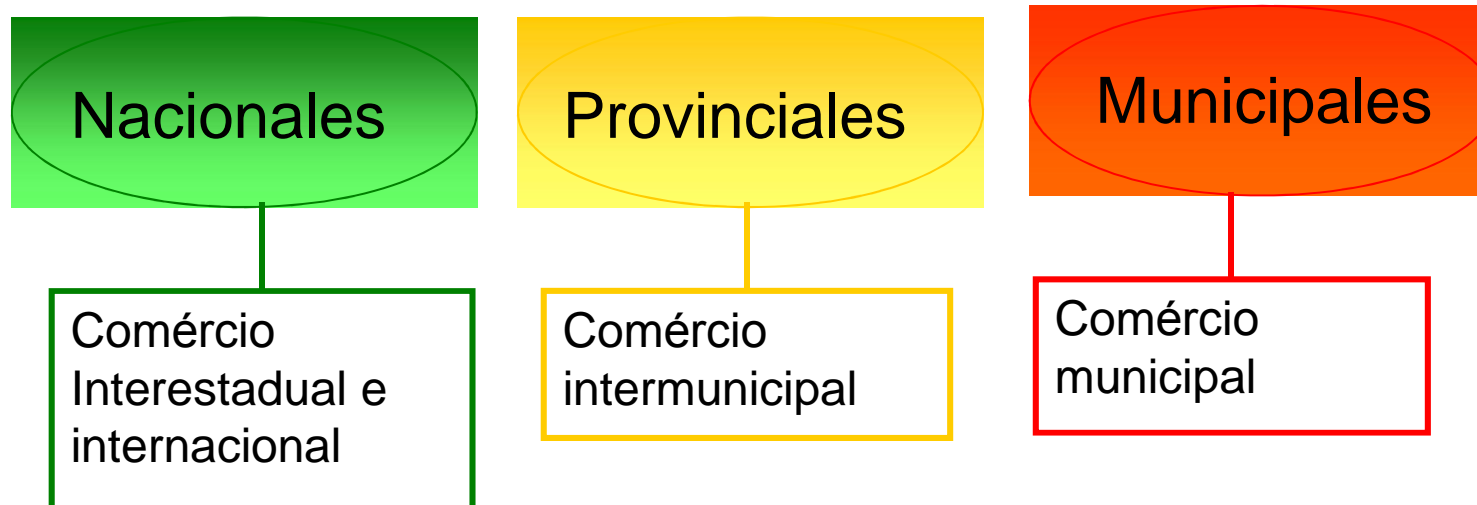 Nacionales
Provinciales
Municipales
Comércio
Interestadual e
internacional
Comércio
intermunicipal
Comércio
municipal